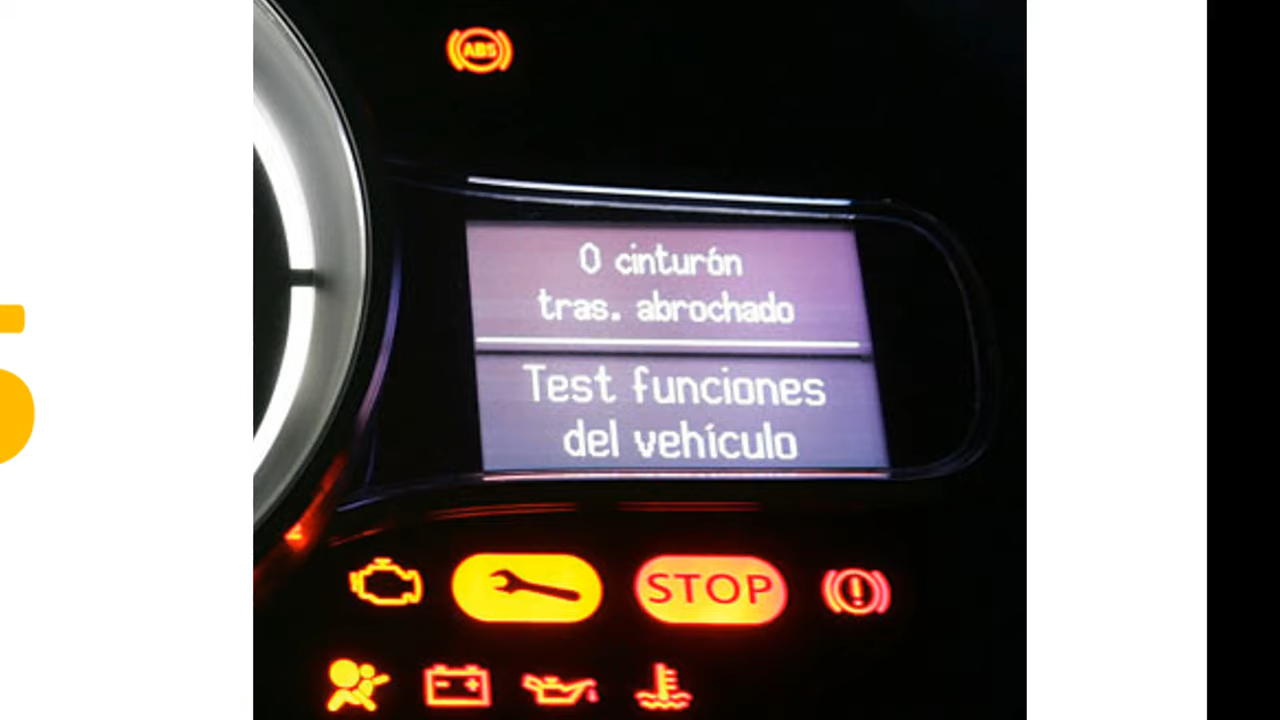 ABS
0 cinturón
tras. abrochado
Test funciones
del vehículo
STOP